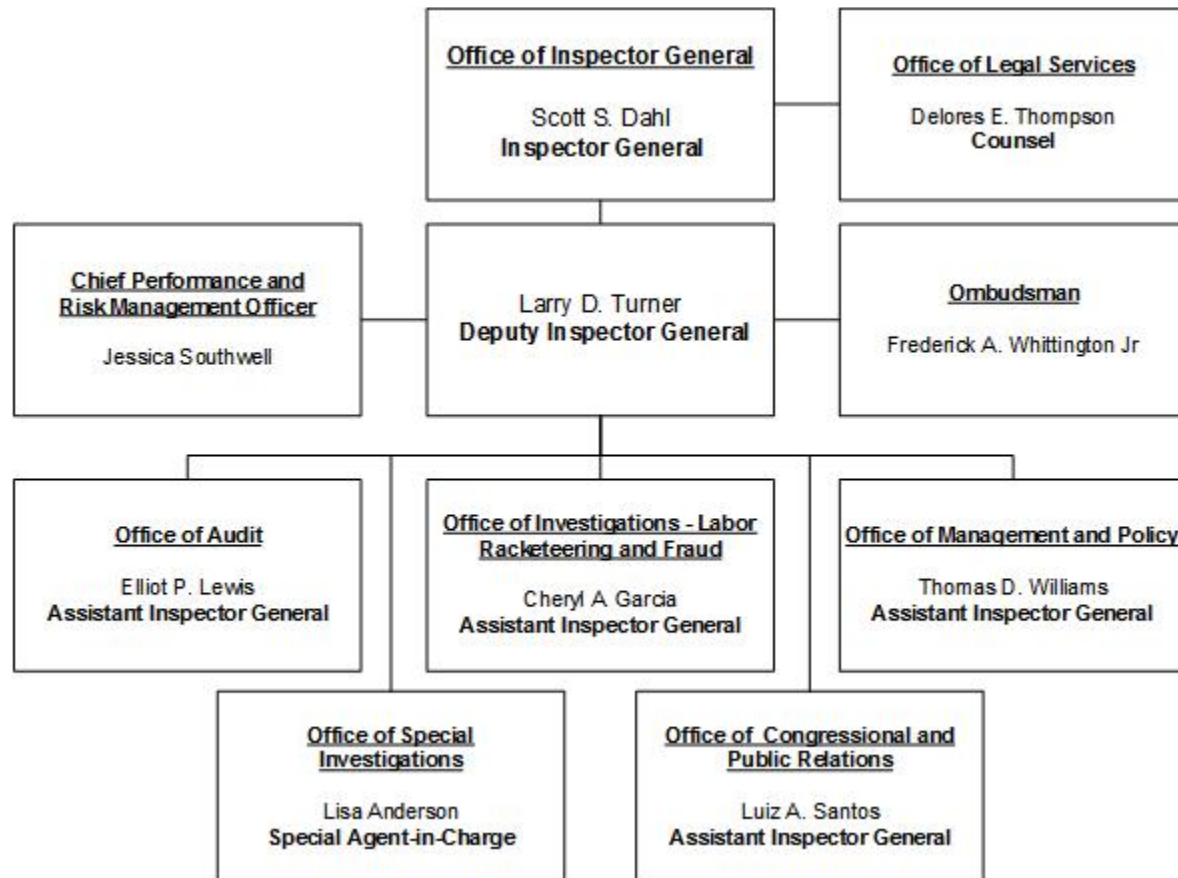 Office of Inspector General
Scott S. Dahl
Inspector General
Office of Legal Services
Delores E. Thompson
Counsel
Chief Performance and
Risk Management Officer
Jessica Southwell
Larry D. Turner
Deputy Inspector General
Ombudsman
Frederick A. Whittington Jr
Office of Audit
Elliot P. Lewis
Assistant Inspector General
Office of Investigations - Labor
Racketeering and Fraud
Cheryl A Garcia
Assistant Inspector General
Office of Management and Policy
Thomas D. Williams
Assistant Inspector General
Office of Special
Investigations
Lisa Anderson
Special Agent-in-Charge
Office of Congressional and
Public Relations
Luiz A. Santos
Assistant Inspector General